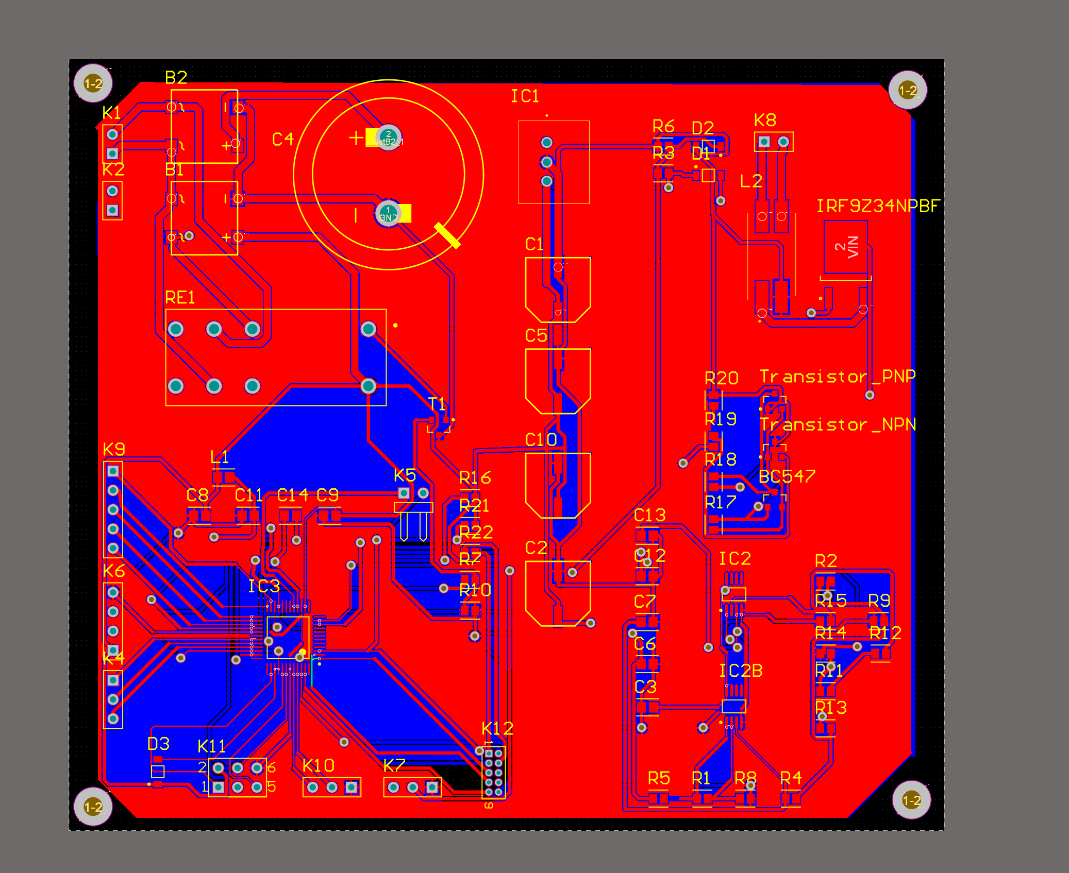 1-2
1-2
B2
K1
C4
IC1
R6
D2
K8
R3
D1
K2
B1
L2
IRF9Z34NPBF
2
VIN
C1
RE1
C5
R20
Transistor_PNP
T1
R19
Transistor_NPN
C10
K9
L1
K5
R16
R18
BC547
C8
C11
C14
C9
R21
R17
C13
R22
C2
R7
C12
IC2
R2
K6
IC3
R10
C7
R15
R9
C6
R14
R12
K4
IC2B
R11
C3
R13
K12
D3
K11
2
6
K10
K7
1
5
R5
R1
R8
R4
1-2
1-2